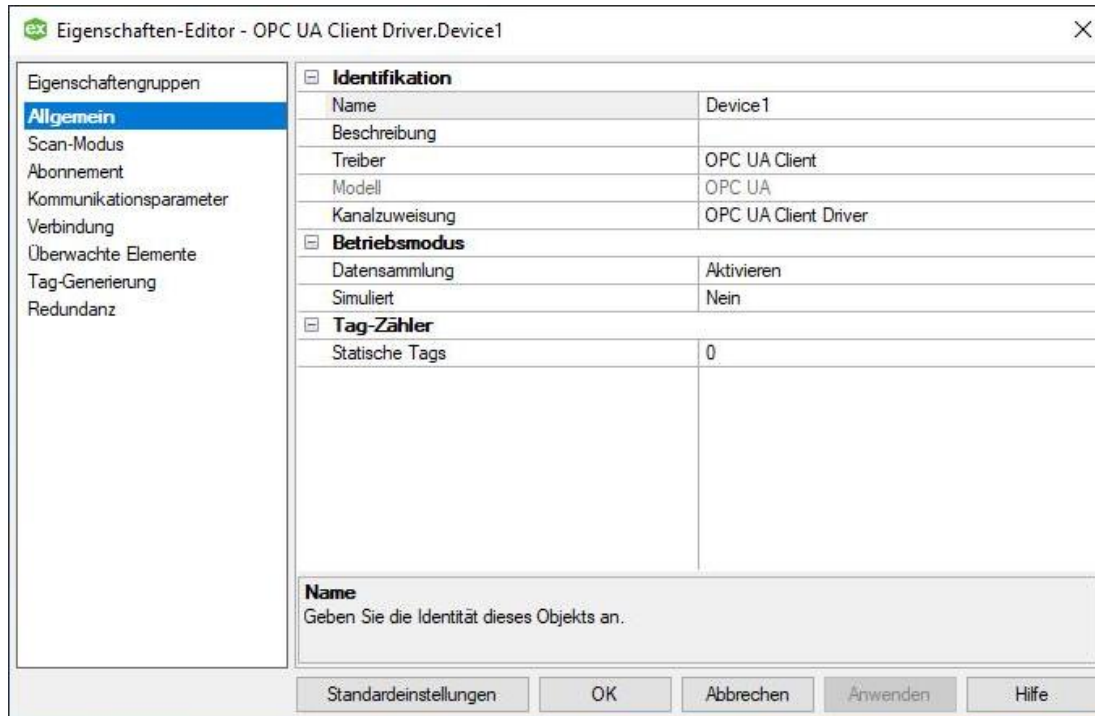 ex Eigenschaften-Editor - OPC UA Client Driver.Device1
Eigenschaftengruppen
Allgemein
Scan-Modus
Abonnement
Kommunikationsparameter
Verbindung
Überwachte Elemente
Tag-Generierung
Redundanz
Identifikation
Name Device1
Beschreibung
Treiber OPC UA Client
Modell OPC UA
Kanalzuweisung OPC UA Client Driver
Betriebsmodus
Datensammlung Aktivieren
Simuliert Nein
Tag-Zähler
Statische Tags 0
Name
Geben Sie die Identität dieses Objekts an.
Standardeinstellungen OK Abbrechen Anwenden Hilfe